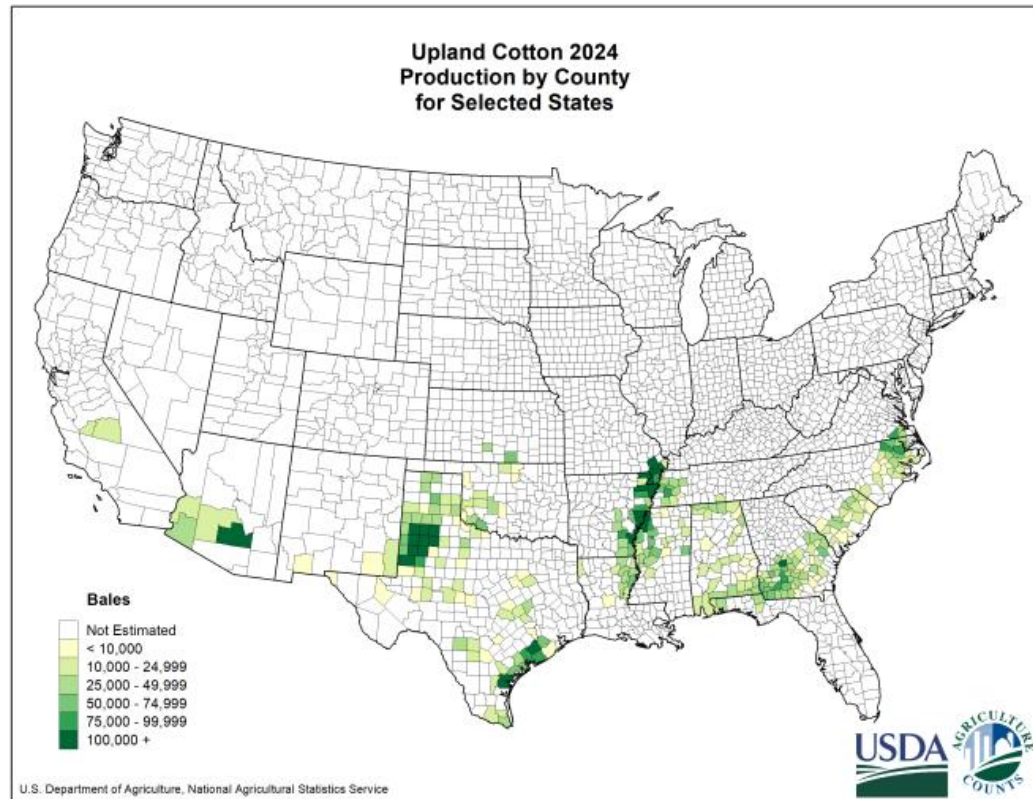 Upland Cotton 2024
Production by County
for Selected States
Bales
Not Estimated
< 10,000
10,000 - 24,999
25,000 - 49,999
50,000 - 74,999
75,000 - 99,999
100,000 +
U.S. Department of Agriculture, National Agricultural Statistics Service
USDA
AGRICULTURE
COUNTS